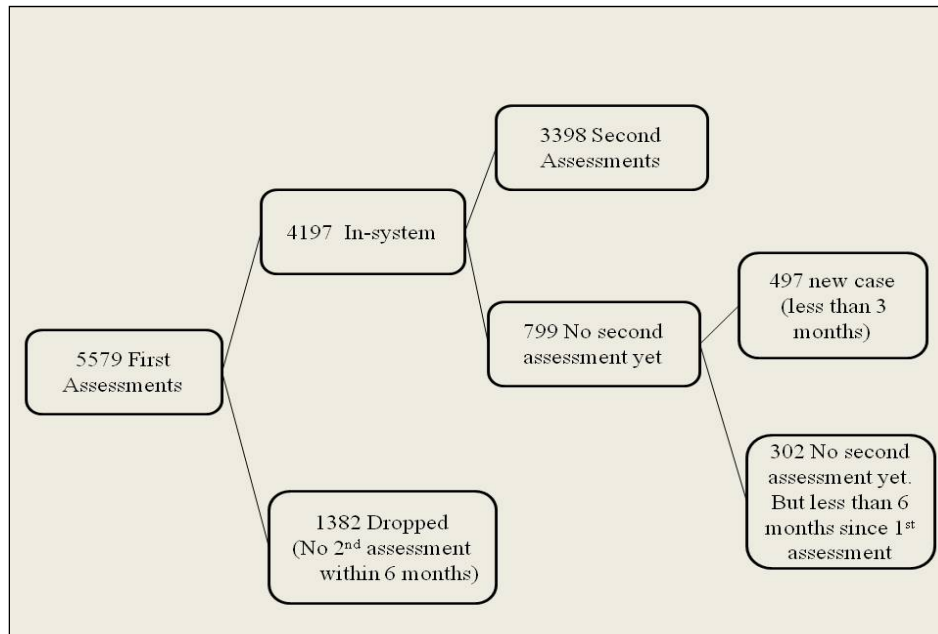 5579 First
Assessments
4197 In-system
1382 Dropped
(No 2nd assessment
within 6 months)
3398 Second
Assessments
799 No second
assessment yet
497 new case
(less than 3
months)
302 No second
assessment yet.
But less than 6
months since 1st
assessment